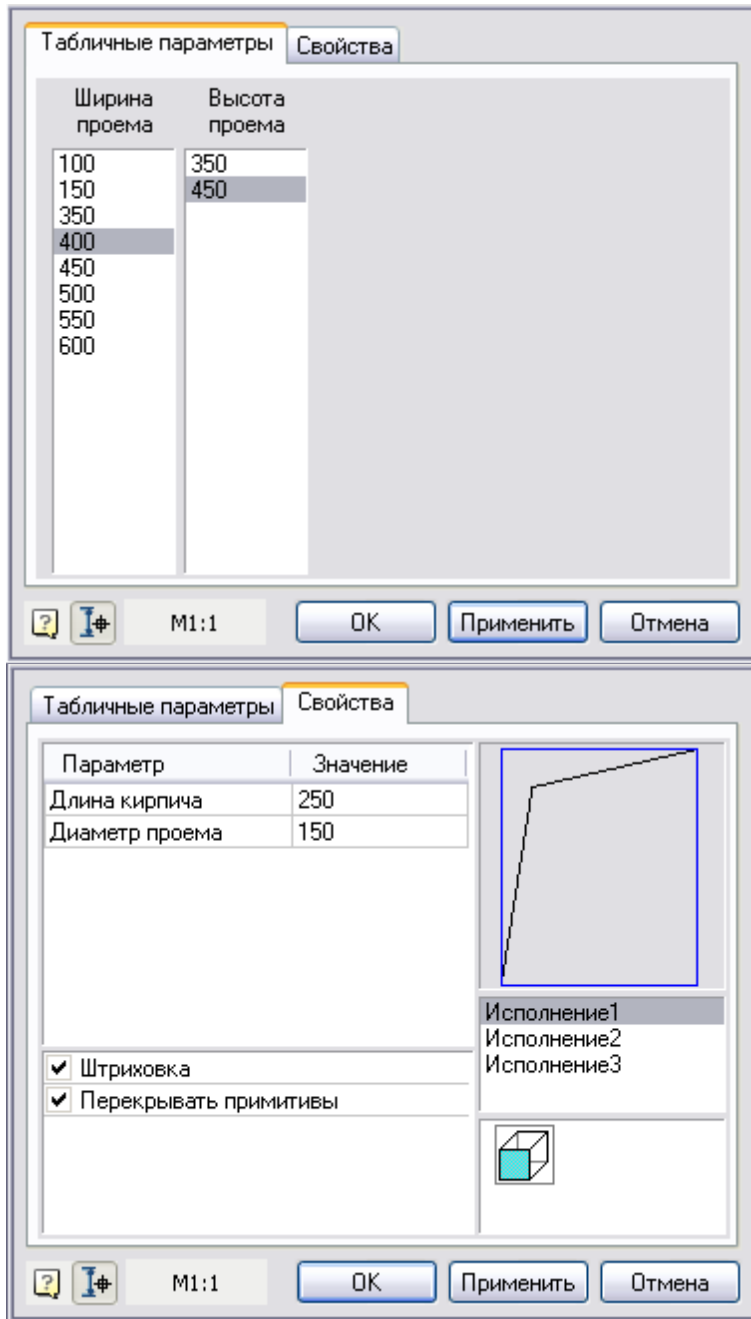 Табличные параметры Свойства
Ширина проема Высота проема
100 350
150 450
350
400
450
500
550
600
М1:1 OK Применить Отмена
Табличные параметры Свойства
Параметр Значение
Длина кирпича 250
Диаметр проема 150
Исполнение1
Исполнение2
Исполнение3
Штриховка
Перекрывать примитивы
М1:1 OK Применить Отмена